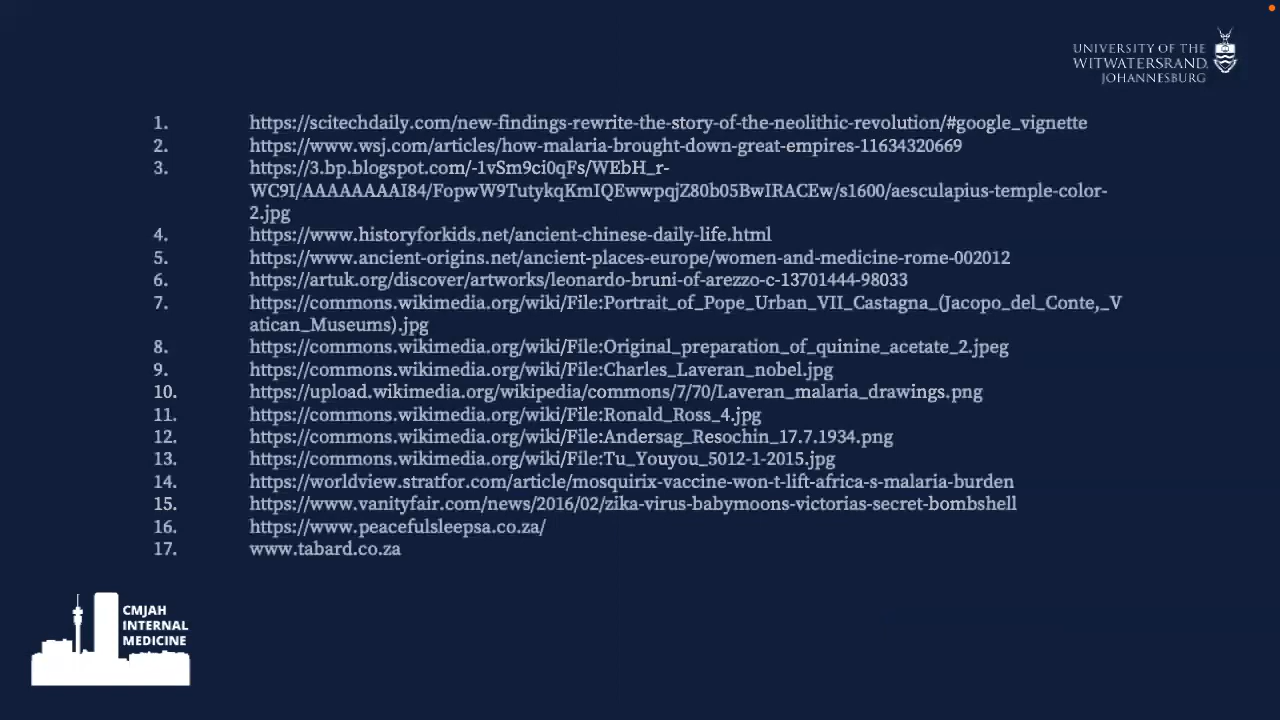 UNIVERSITY OF THE
WITWATERSRAND,
JOHANNESBURG
1. https://scitechdaily.com/new-findings-rewrite-the-story-of-the-neolithic-revolution/#google_vignette
2. https://www.wsj.com/articles/how-malaria-brought-down-great-empires-11634320669
3. https://3.bp.blogspot.com/-1vSm9ci0qFs/WEbH_r-
WC9I/AAAAAAAAI84/FopwW9TutykqKmIQEwwpqjZ80b05BwIRACEw/s1600/aesculapius-temple-color-
2.jpg
4. https://www.historyforkids.net/ancient-chinese-daily-life.html
5. https://www.ancient-origins.net/ancient-places-europe/women-and-medicine-rome-002012
6. https://artuk.org/discover/artworks/leonardo-bruni-of-arezzo-c-13701444-98033
7. https://commons.wikimedia.org/wiki/File:Portrait_of_Pope_Urban_VII_Castagna_(Jacopo_del_Conte,_V
atican_Museums).jpg
8. https://commons.wikimedia.org/wiki/File:Original_preparation_of_quinine_acetate_2.jpeg
9. https://commons.wikimedia.org/wiki/File:Charles_Laveran_nobel.jpg
10. https://upload.wikimedia.org/wikipedia/commons/7/70/Laveran_malaria_drawings.png
11. https://commons.wikimedia.org/wiki/File:Ronald_Ross_4.jpg
12. https://commons.wikimedia.org/wiki/File:Andersag_Resochin_17.7.1934.png
13. https://commons.wikimedia.org/wiki/File:Tu_Youyou_5012-1-2015.jpg
14. https://worldview.stratfor.com/article/mosquirix-vaccine-won-t-lift-africa-s-malaria-burden
15. https://www.vanityfair.com/news/2016/02/zika-virus-babymoons-victorias-secret-bombshell
16. https://www.peacefulsleepsa.co.za/
17. www.tabard.co.za
CMJAH
INTERNAL
MEDICINE